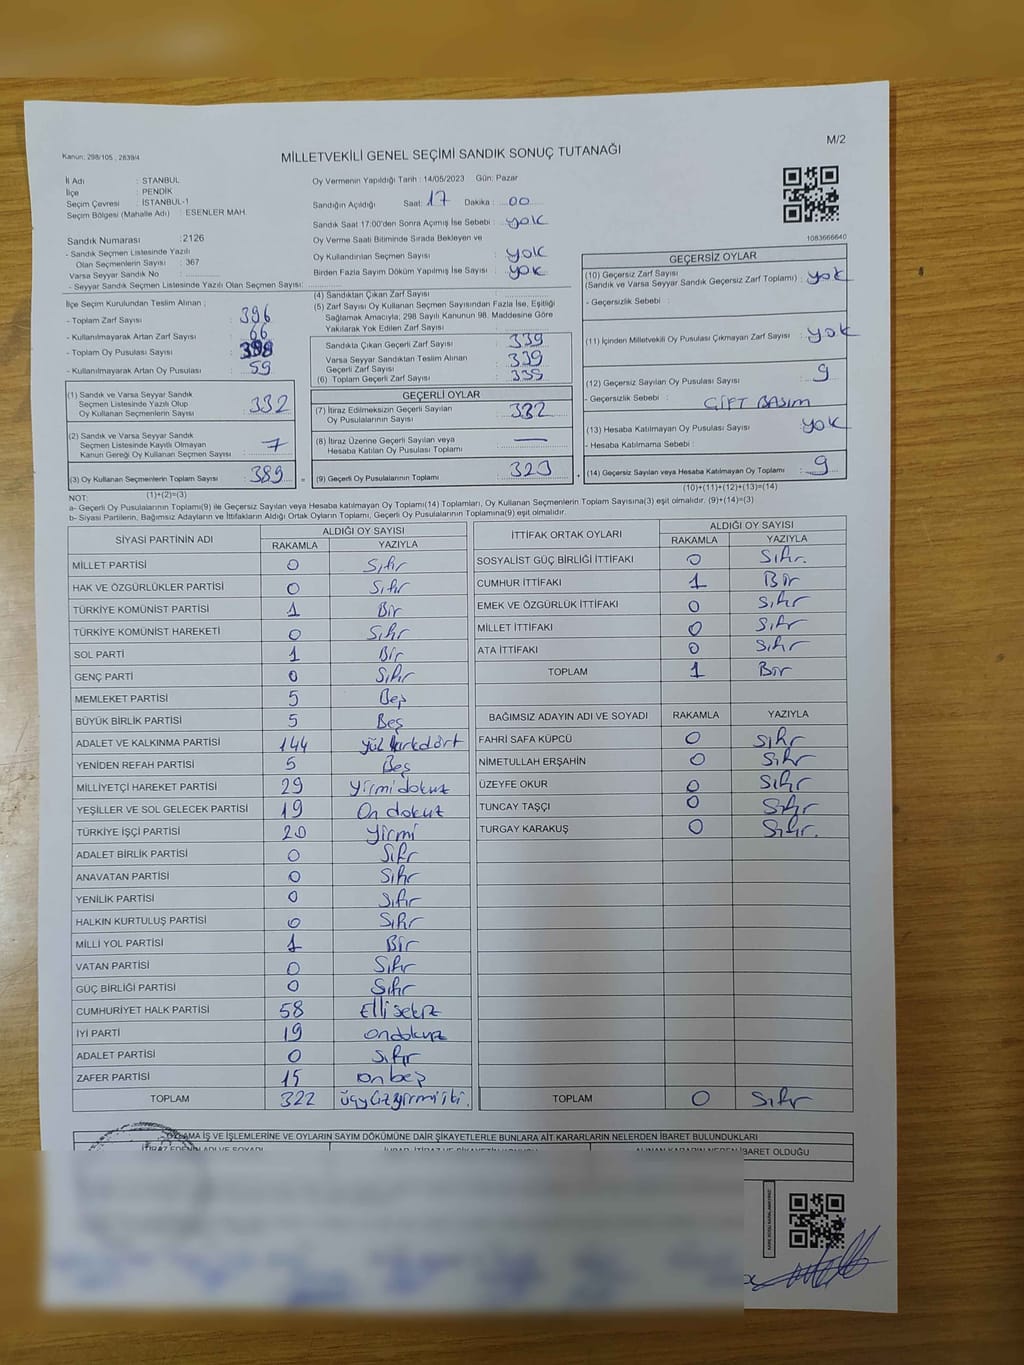 M/2
Kanun: 298/105 , 2839/4
MİLLETVEKİLİ GENEL SEÇİMİ SANDIK SONUÇ TUTANAĞI
İl Adı : STANBUL
İlçe : PENDİK
Seçim Çevresi : İSTANBUL-1
Seçim Bölgesi (Mahalle Adı) : ESENLER MAH.
Sandık Numarası :2126
- Sandık Seçmen Listesinde Yazılı
Olan Seçmenlerin Sayısı : 367
Varsa Seyyar Sandık No :
- Seyyar Sandık Seçmen Listesinde Yazılı Olan Seçmen Sayısı:
Oy Vermenin Yapıldığı Tarih : 14/05/2023 Gün: Pazar
Sandığın Açıldığı Saat: 17 Dakika : 00
Sandık Saat 17:00'den Sonra Açımış İse Sebebi : yok
Oy Verme Saati Bitiminde Sırada Bekleyen ve
Oy Kullandırılan Seçmen Sayısı : yok
Birden Fazla Sayım Döküm Yapılmış İse Sayısı : yok
1083666640
İlçe Seçim Kurulundan Teslim Alınan ;
- Toplam Zarf Sayısı : 396
- Kullanılmayarak Artan Zarf Sayısı : 66
- Toplam Oy Pusulası Sayısı : 398
- Kullanılmayarak Artan Oy Pusulası : 59
(1) Sandık ve Varsa Seyyar Sandık
Seçmen Listesinde Yazılı Olup
Oy Kullanan Seçmenlerin Sayısı : 332
(2) Sandık ve Varsa Seyyar Sandık
Seçmen Listesinde Kayıtlı Olmayan
Kanun Gereği Oy Kullanan Seçmen Sayısı : 7
(3) Oy Kullanan Seçmenlerin Toplam Sayısı : 389
(1)+(2)=(3)
(4) Sandıktan Çıkan Zarf Sayısı :
(5) Zarf Sayısı Oy Kullanan Seçmen Sayısından Fazla İse, Eşitliği
Sağlamak Amacıyla; 298 Sayılı Kanunun 98. Maddesine Göre
Yakılarak Yok Edilen Zarf Sayısı :
Sandıkta Çıkan Geçerli Zarf Sayısı : 339
Varsa Seyyar Sandıktan Teslim Alınan
Geçerli Zarf Sayısı : 339
(6) Toplam Geçerli Zarf Sayısı : 339
GEÇERLİ OYLAR
(7) İtiraz Edilmeksizin Geçerli Sayılan
Oy Pusulalarının Sayısı : 332
(8) İtiraz Üzerine Geçerli Sayılan veya
Hesaba Katılan Oy Pusulası Toplamı : —
(9) Geçerli Oy Pusulalarının Toplamı : 323
GEÇERSİZ OYLAR
(10) Geçersiz Zarf Sayısı
(Sandık ve Varsa Seyyar Sandık Geçersiz Zarf Toplamı) : yok
- Geçersizlik Sebebi :
(11) İçinden Milletvekili Oy Pusulası Çıkmayan Zarf Sayısı : yok
(12) Geçersiz Sayılan Oy Pusulası Sayısı : 9
- Geçersizlik Sebebi : ÇİFT BASIM
(13) Hesaba Katılmayan Oy Pusulası Sayısı : yok
- Hesaba Katılmama Sebebi :
(14) Geçersiz Sayılan veya Hesaba Katılmayan Oy Toplamı : 9
(10)+(11)+(12)+(13)=(14)
NOT:
a- Geçerli Oy Pusulalarının Toplamı(9) ile Geçersiz Sayılan veya Hesaba katılmayan Oy Toplamı(14) Toplamları, Oy Kullanan Seçmenlerin Toplam Sayısına(3) eşit olmalıdır. (9)+(14)=(3)
b- Siyasi Partilerin, Bağımsız Adayların ve İttifakların Aldığı Ortak Oyların Toplamı, Geçerli Oy Pusulalarının Toplamına(9) eşit olmalıdır.
SİYASİ PARTİNİN ADI ALDIĞI OY SAYISI
RAKAMLA YAZIYLA
MİLLET PARTİSİ 0 Sıfır
HAK VE ÖZGÜRLÜKLER PARTİSİ 0 Sıfır
TÜRKİYE KOMÜNİST PARTİSİ 1 Bir
TÜRKİYE KOMÜNİST HAREKETİ 0 Sıfır
SOL PARTİ 1 Bir
GENÇ PARTİ 0 Sıfır
MEMLEKET PARTİSİ 5 Beş
BÜYÜK BİRLİK PARTİSİ 5 Beş
ADALET VE KALKINMA PARTİSİ 144 yüz kırkdört
YENİDEN REFAH PARTİSİ 5 Beş
MİLLİYETÇİ HAREKET PARTİSİ 29 yirmi dokuz
YEŞİLLER VE SOL GELECEK PARTİSİ 19 On dokuz
TÜRKİYE İŞÇİ PARTİSİ 20 yirmi
ADALET BİRLİK PARTİSİ 0 Sıfır
ANAVATAN PARTİSİ 0 Sıfır
YENİLİK PARTİSİ 0 Sıfır
HALKIN KURTULUŞ PARTİSİ 0 Sıfır
MİLLİ YOL PARTİSİ 1 Bir
VATAN PARTİSİ 0 Sıfır
GÜÇ BİRLİĞİ PARTİSİ 0 Sıfır
CUMHURİYET HALK PARTİSİ 58 Elli sekiz
İYİ PARTİ 19 on dokuz
ADALET PARTİSİ 0 Sıfır
ZAFER PARTİSİ 15 on beş
TOPLAM 322 üçyüzyirmiiki.
İTTİFAK ORTAK OYLARI ALDIĞI OY SAYISI
RAKAMLA YAZIYLA
SOSYALİST GÜÇ BİRLİĞİ İTTİFAKI 0 Sıfır.
CUMHUR İTTİFAKI 1 Bir
EMEK VE ÖZGÜRLÜK İTTİFAKI 0 Sıfır
MİLLET İTTİFAKI 0 Sıfır
ATA İTTİFAKI 0 Sıfır
TOPLAM 1 Bir
BAĞIMSIZ ADAYIN ADI VE SOYADI RAKAMLA YAZIYLA
FAHRİ SAFA KÜPCÜ 0 Sıfır
NİMETULLAH ERŞAHİN 0 Sıfır
ÜZEYFE OKUR 0 Sıfır
TUNCAY TAŞÇI 0 Sıfır
TURGAY KARAKUŞ 0 Sıfır.
TOPLAM 0 Sıfır
İŞ VE İŞLEMLERİNE VE OYLARIN SAYIM DÖKÜMÜNE DAİR ŞİKAYETLERLE BUNLARA AİT KARARLARIN NELERDEN İBARET BULUNDUKLARI
İBARET OLDUĞU